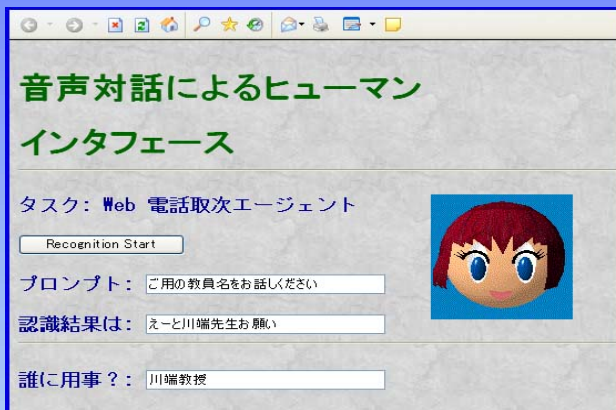 音声対話によるヒューマン
インタフェース
タスク: Web 電話取次エージェント
Recognition Start
プロンプト: ご用の教員名をお話しください
認識結果は: えーと川端先生お願い
誰に用事?: 川端教授